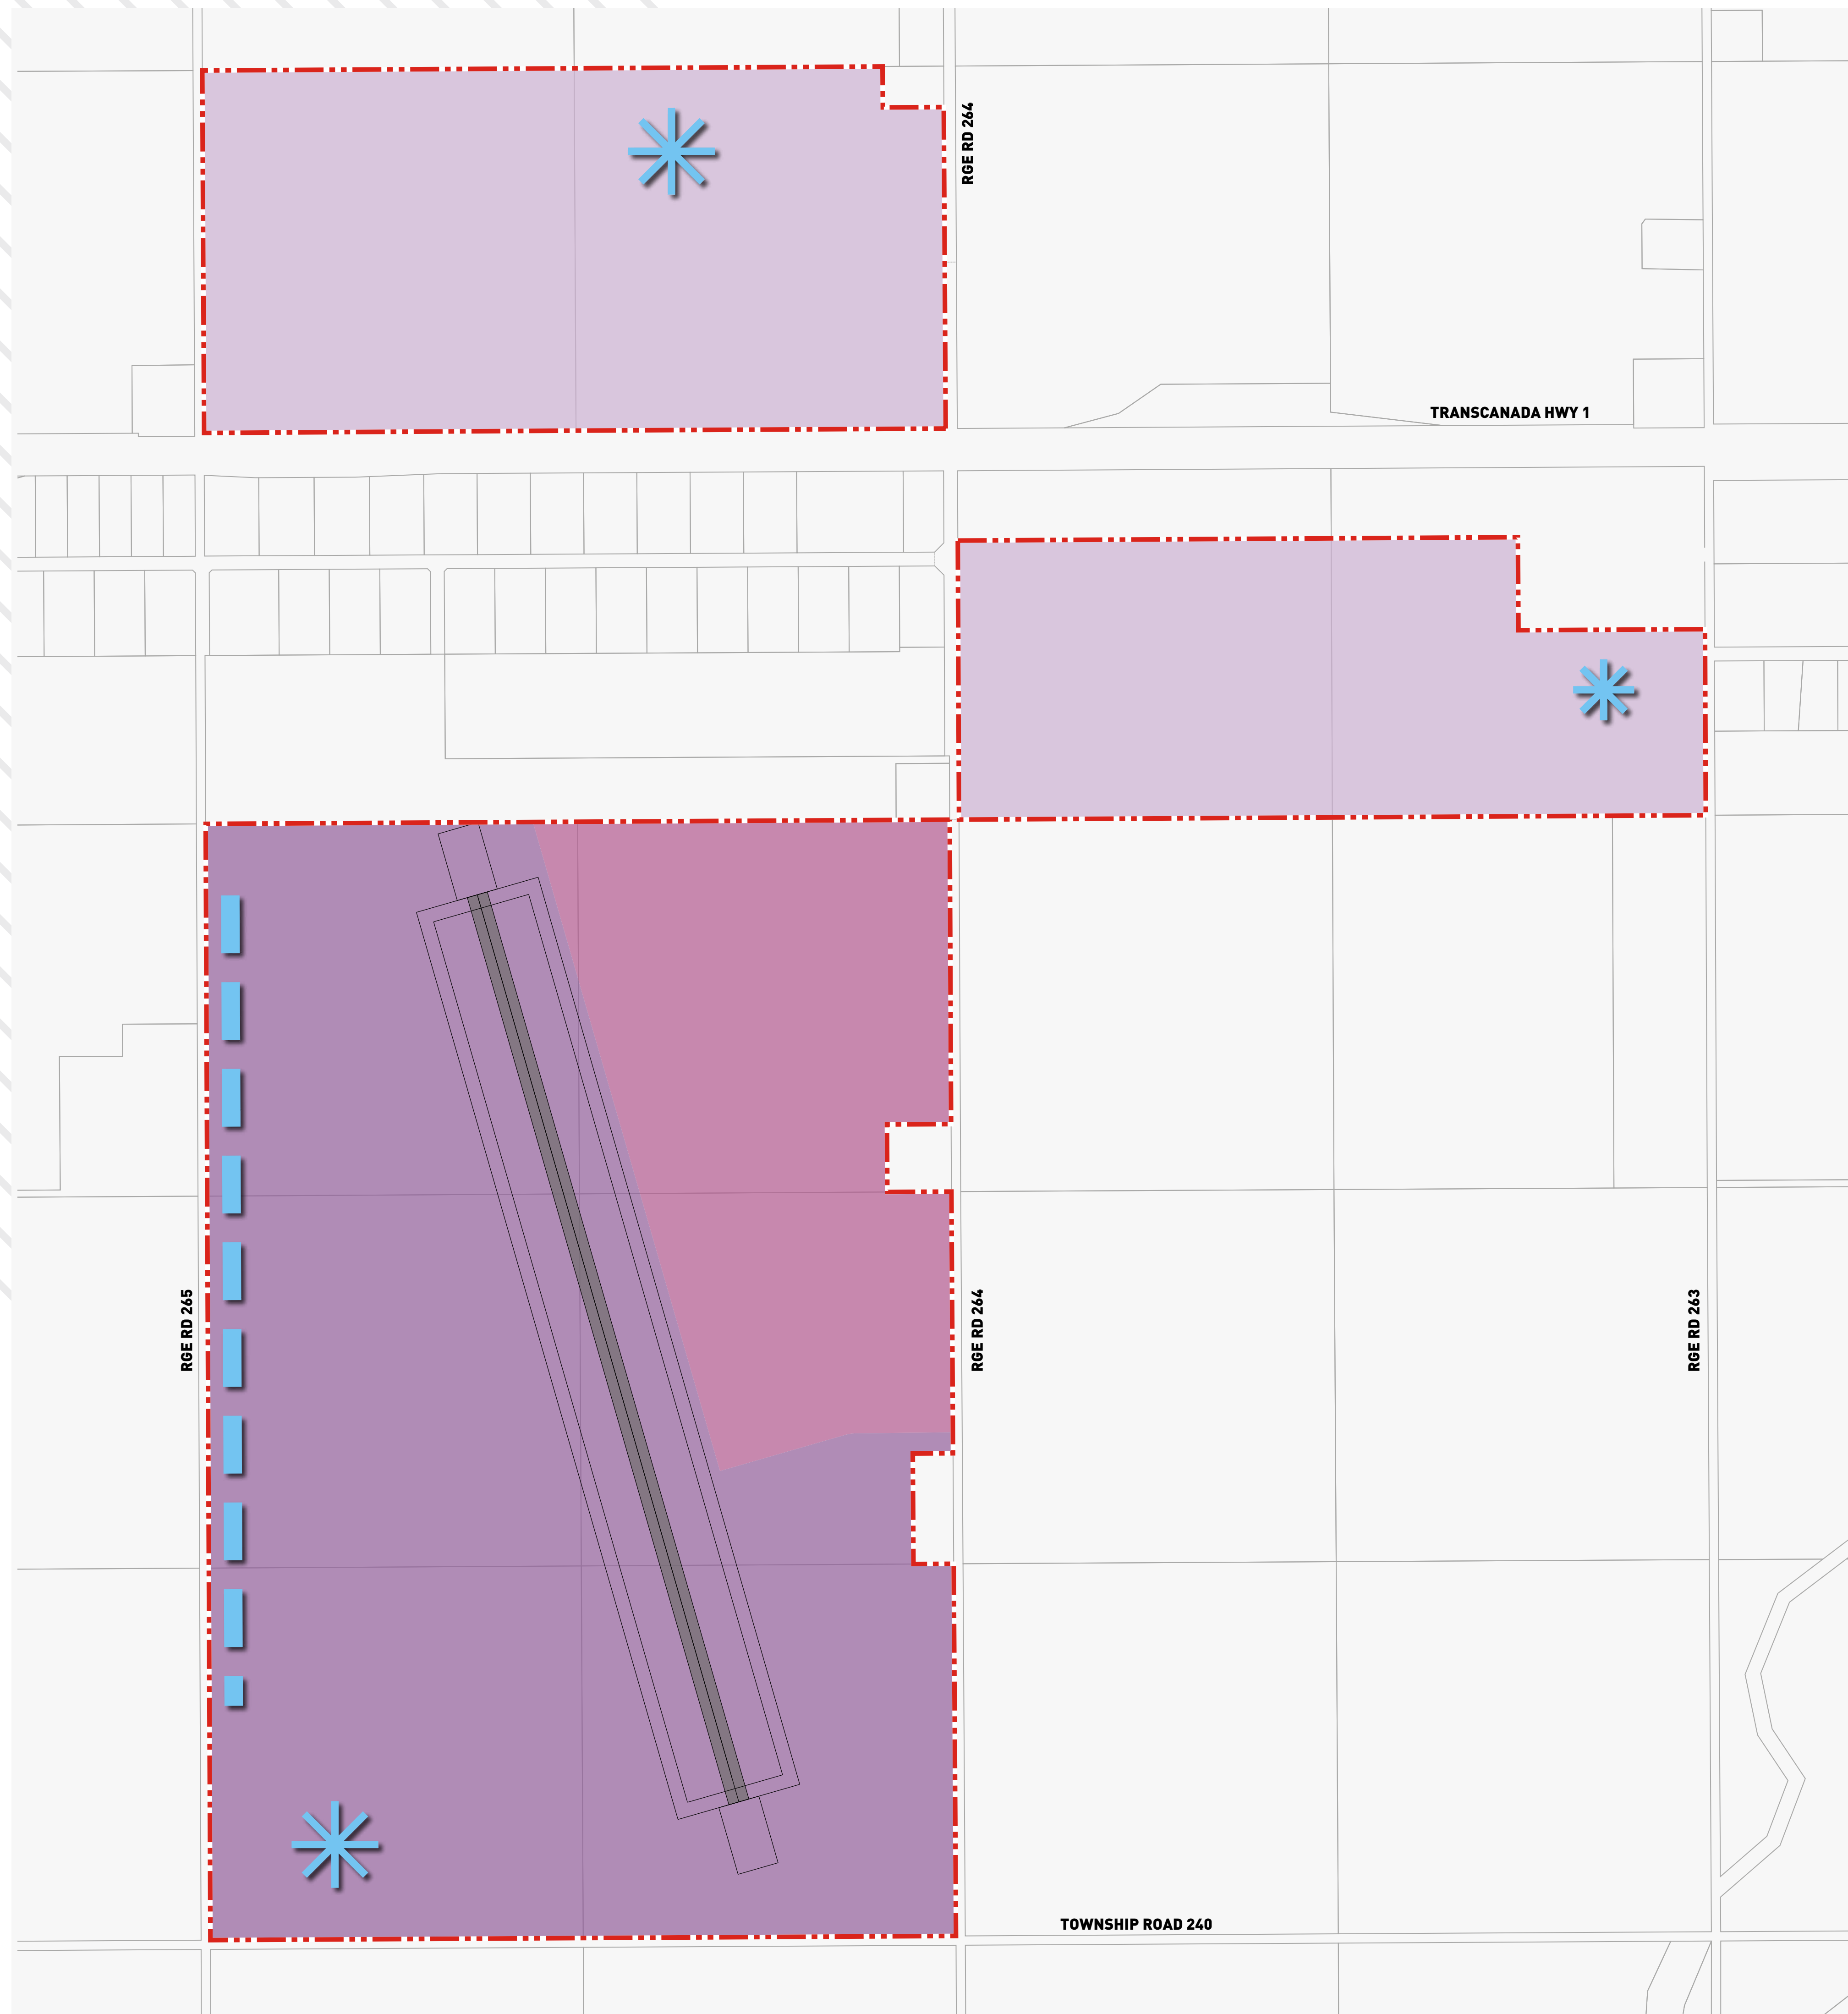 RGE RD 264
TRANSCANADA HWY 1
RGE RD 265
RGE RD 264
RGE RD 263
TOWNSHIP ROAD 240